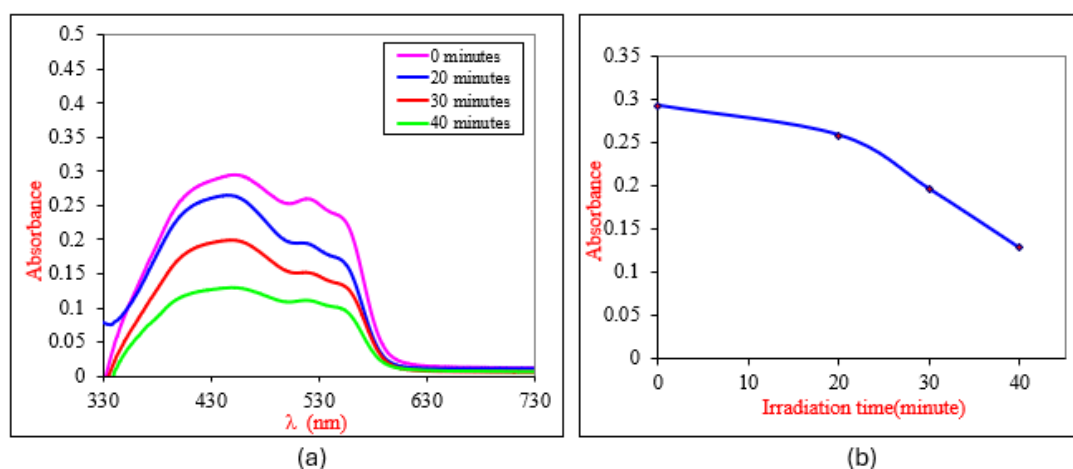 0.5
0.45
0.4
0.35
0.3
0.25
0.2
0.15
0.1
0.05
0
Absorbance
0 minutes
20 minutes
30 minutes
40 minutes
330
430
530
630
730
λ (nm)
(a)
0.35
0.3
0.25
0.2
0.15
0.1
0.05
0
Absorbance
0
10
20
30
40
Irradiation time(minute)
(b)